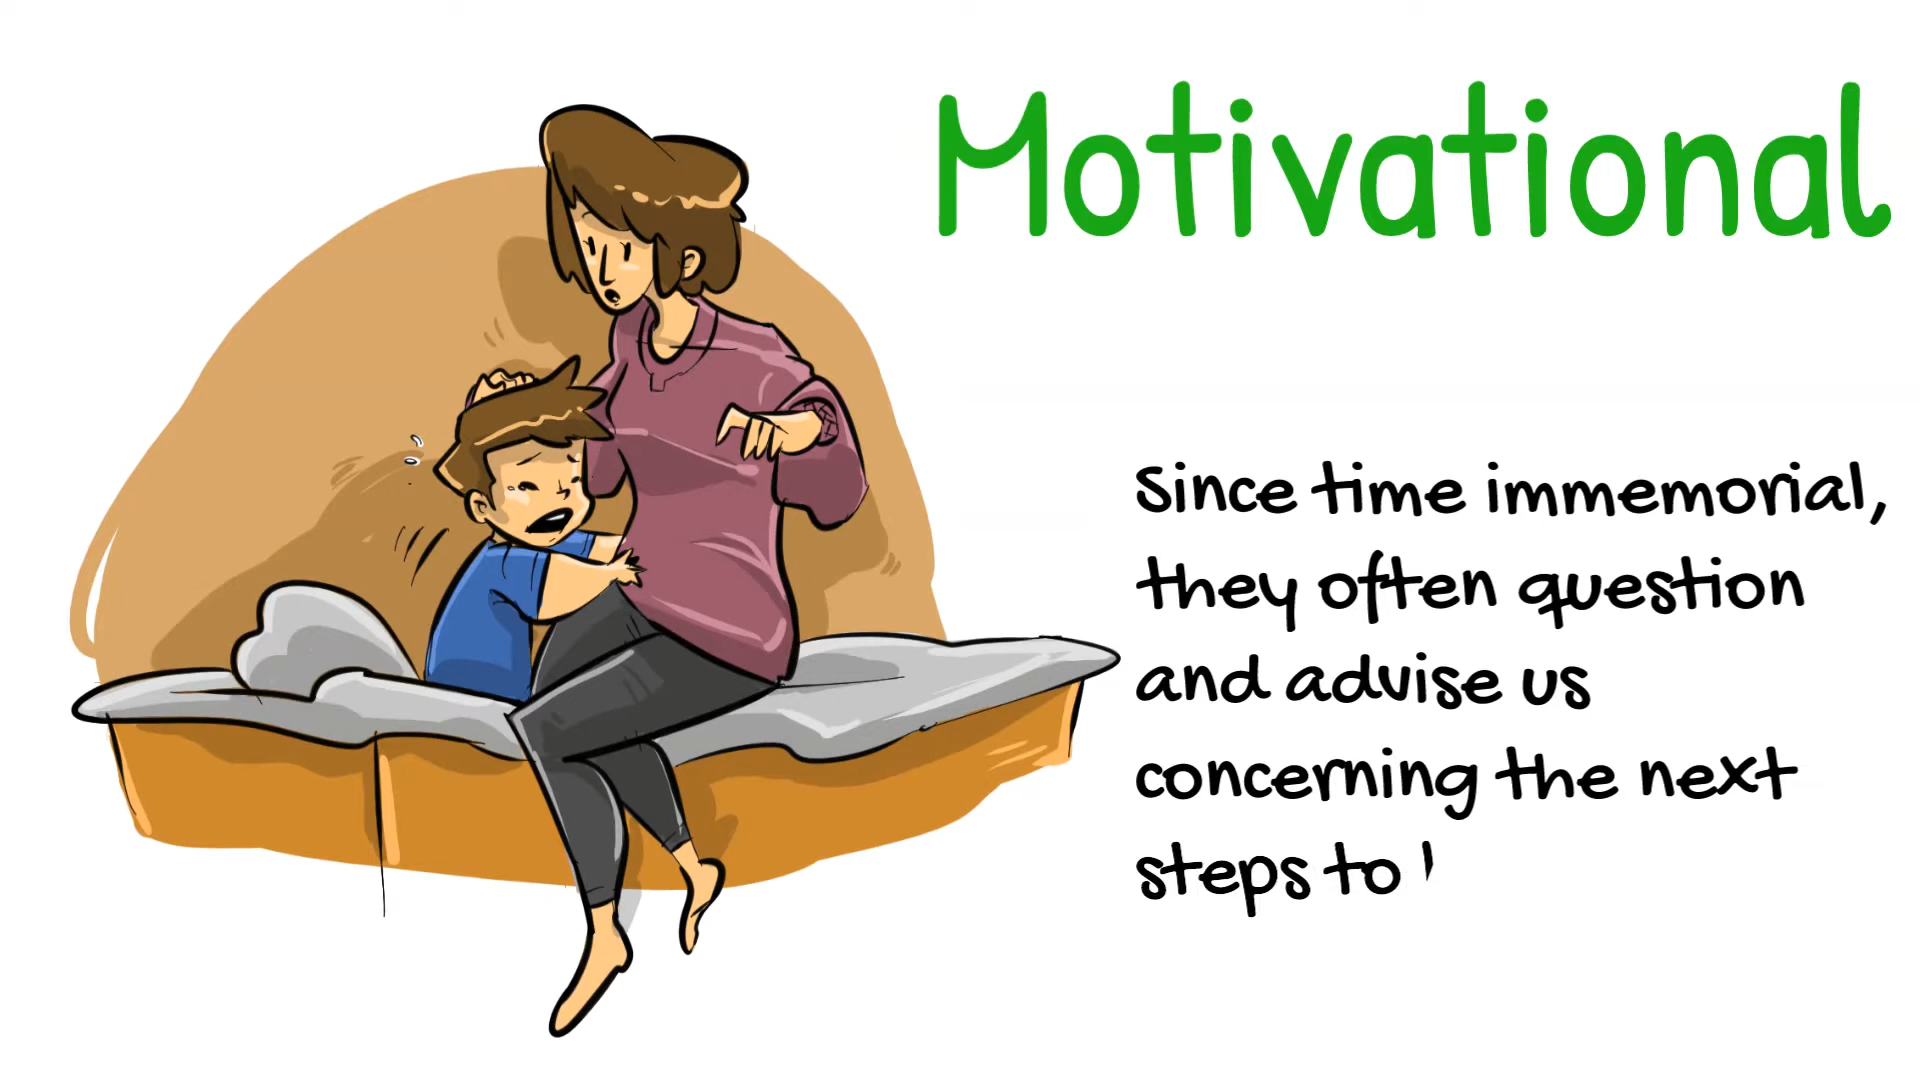 Motivational
Since time immemorial,
they often question
and advise us
concerning the next
steps to